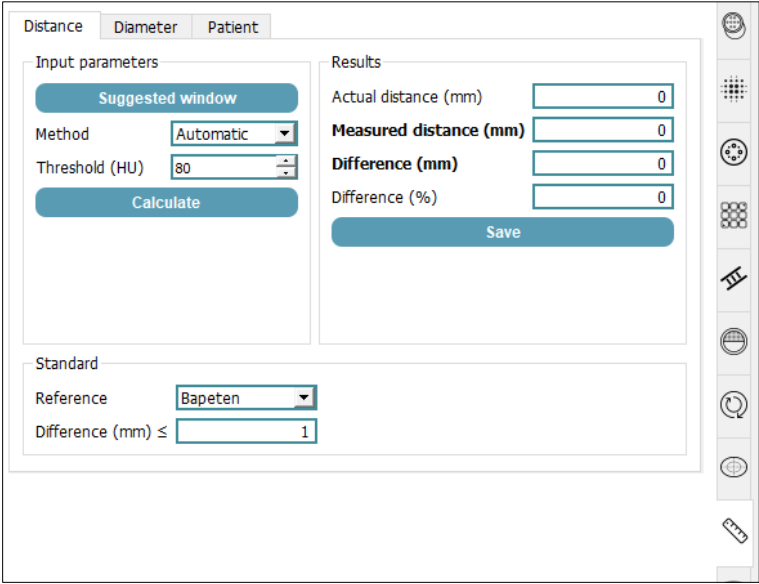 Distance Diameter Patient
Input parameters
Suggested window
Method Automatic
Threshold (HU) 80
Calculate
Results
Actual distance (mm) 0
Measured distance (mm) 0
Difference (mm) 0
Difference (%) 0
Save
Standard
Reference Bapeten
Difference (mm) ≤ 1